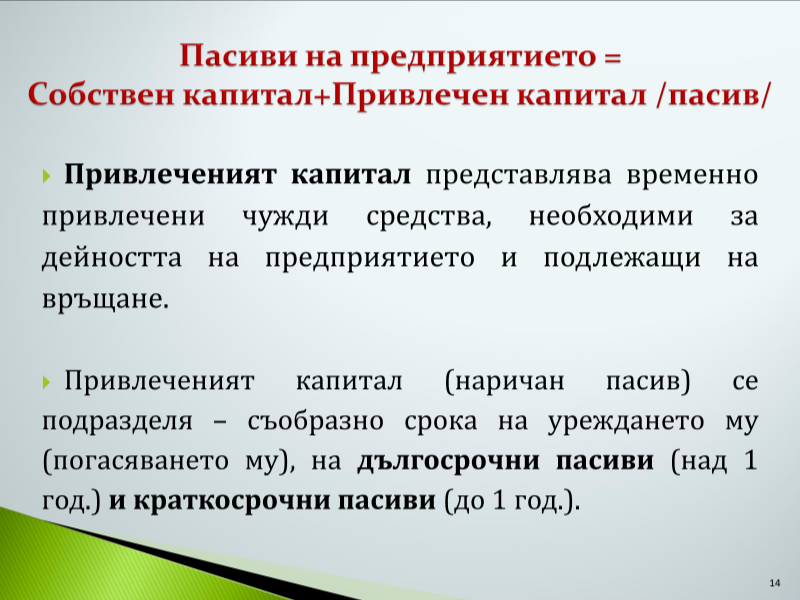 Пасиви на предприятието =
Собствен капитал+Привлечен капитал /пасив/
Привлеченият капитал представлява временно
привлечени чужди средства, необходими за
дейността на предприятието и подлежащи на
връщане.
Привлеченият капитал (наричан пасив) се
подразделя – съобразно срока на уреждането му
(погасяването му), на дългосрочни пасиви (над 1
год.) и краткосрочни пасиви (до 1 год.).
14